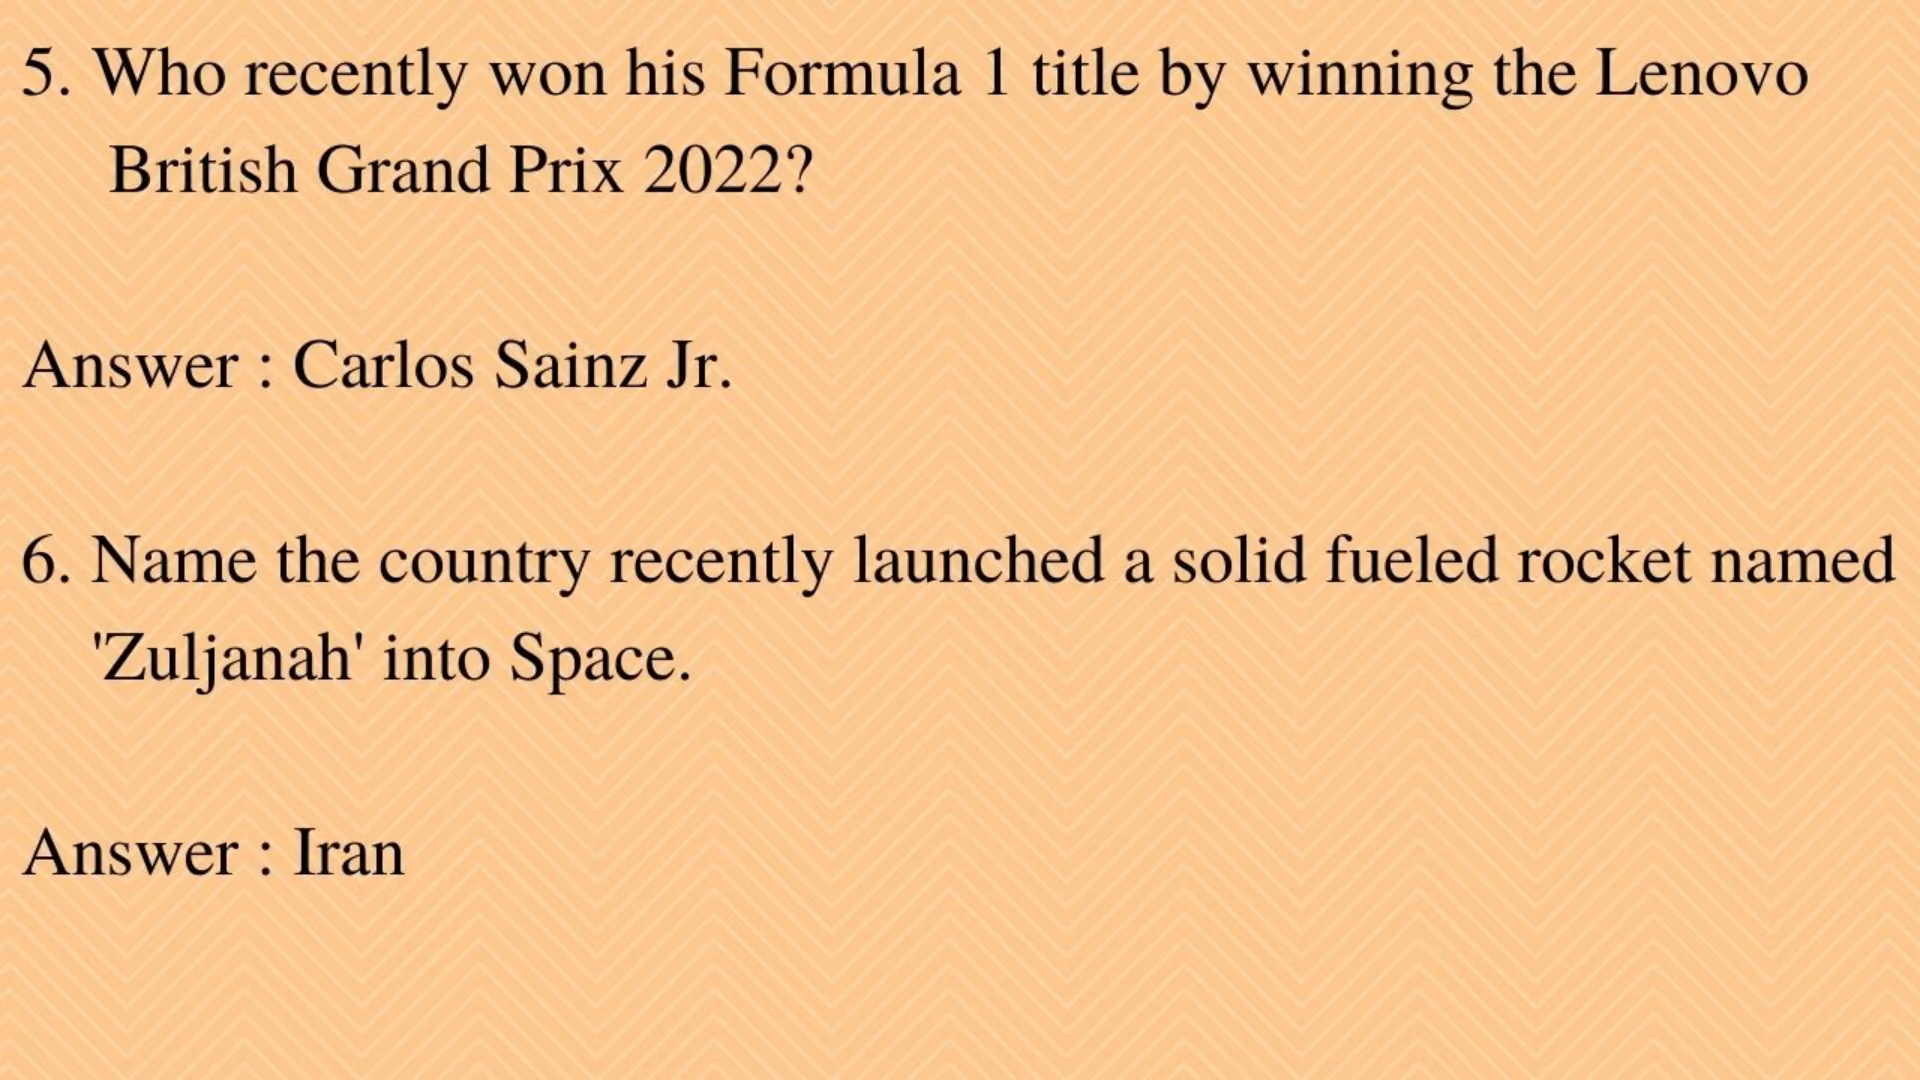 5. Who recently won his Formula 1 title by winning the Lenovo
British Grand Prix 2022?
Answer : Carlos Sainz Jr.
6. Name the country recently launched a solid fueled rocket named
'Zuljanah' into Space.
Answer : Iran